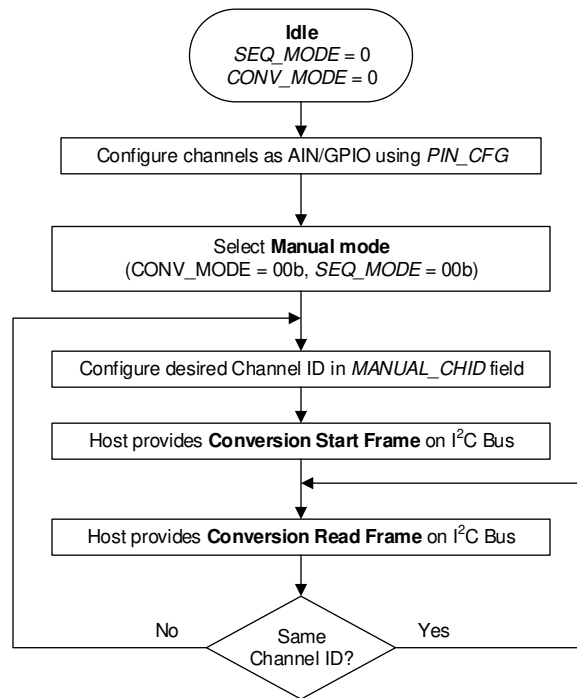 Idle
SEQ_MODE = 0
CONV_MODE = 0
Configure channels as AIN/GPIO using PIN_CFG
Select Manual mode
(CONV_MODE = 00b, SEQ_MODE = 00b)
Configure desired Channel ID in MANUAL_CHID field
Host provides Conversion Start Frame on I²C Bus
Host provides Conversion Read Frame on I²C Bus
No
Same
Channel ID?
Yes